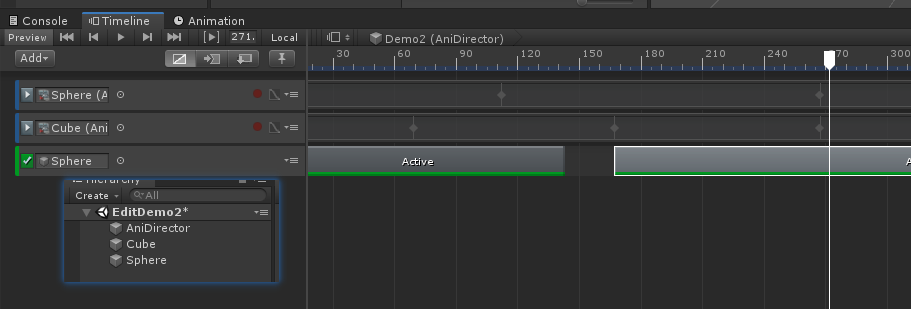 Console Timeline Animation
Preview 271. Local Demo2 (AniDirector)
Add
30 60 90 120 150 180 210 240 270 300
Sphere (A
Cube (Ani
Sphere Active A
Hierarchy
Create All
EditDemo2*
AniDirector
Cube
Sphere